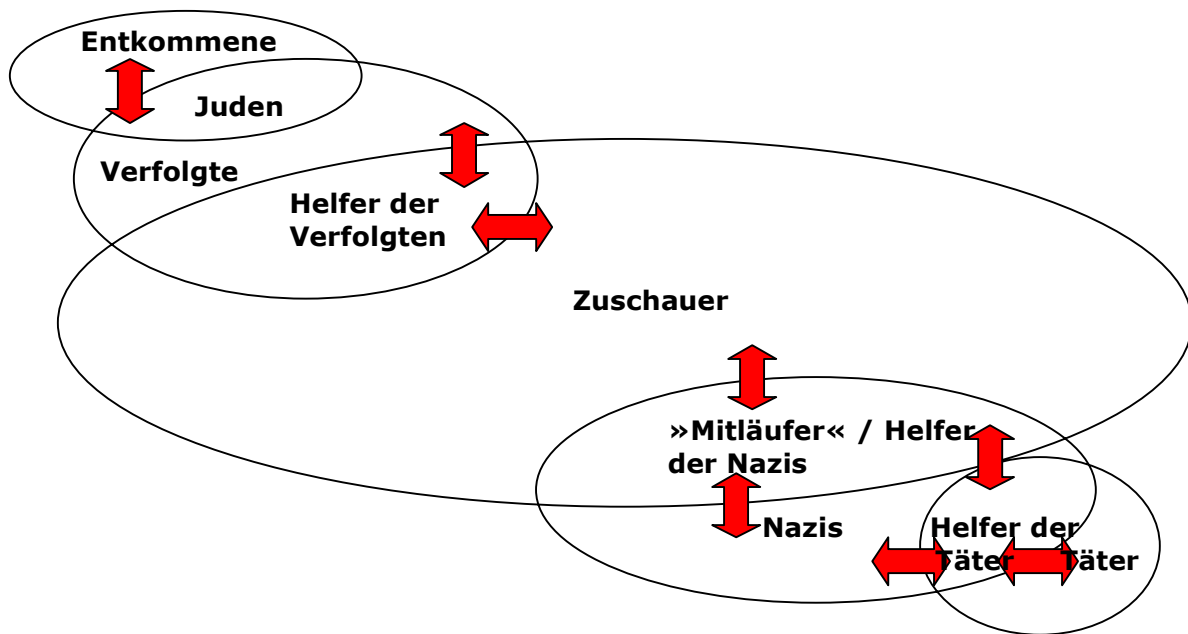 Entkommene
Juden
Verfolgte
Helfer der
Verfolgten
Zuschauer
»Mitläufer« / Helfer
der Nazis
Nazis
Helfer der
Täter
Täter